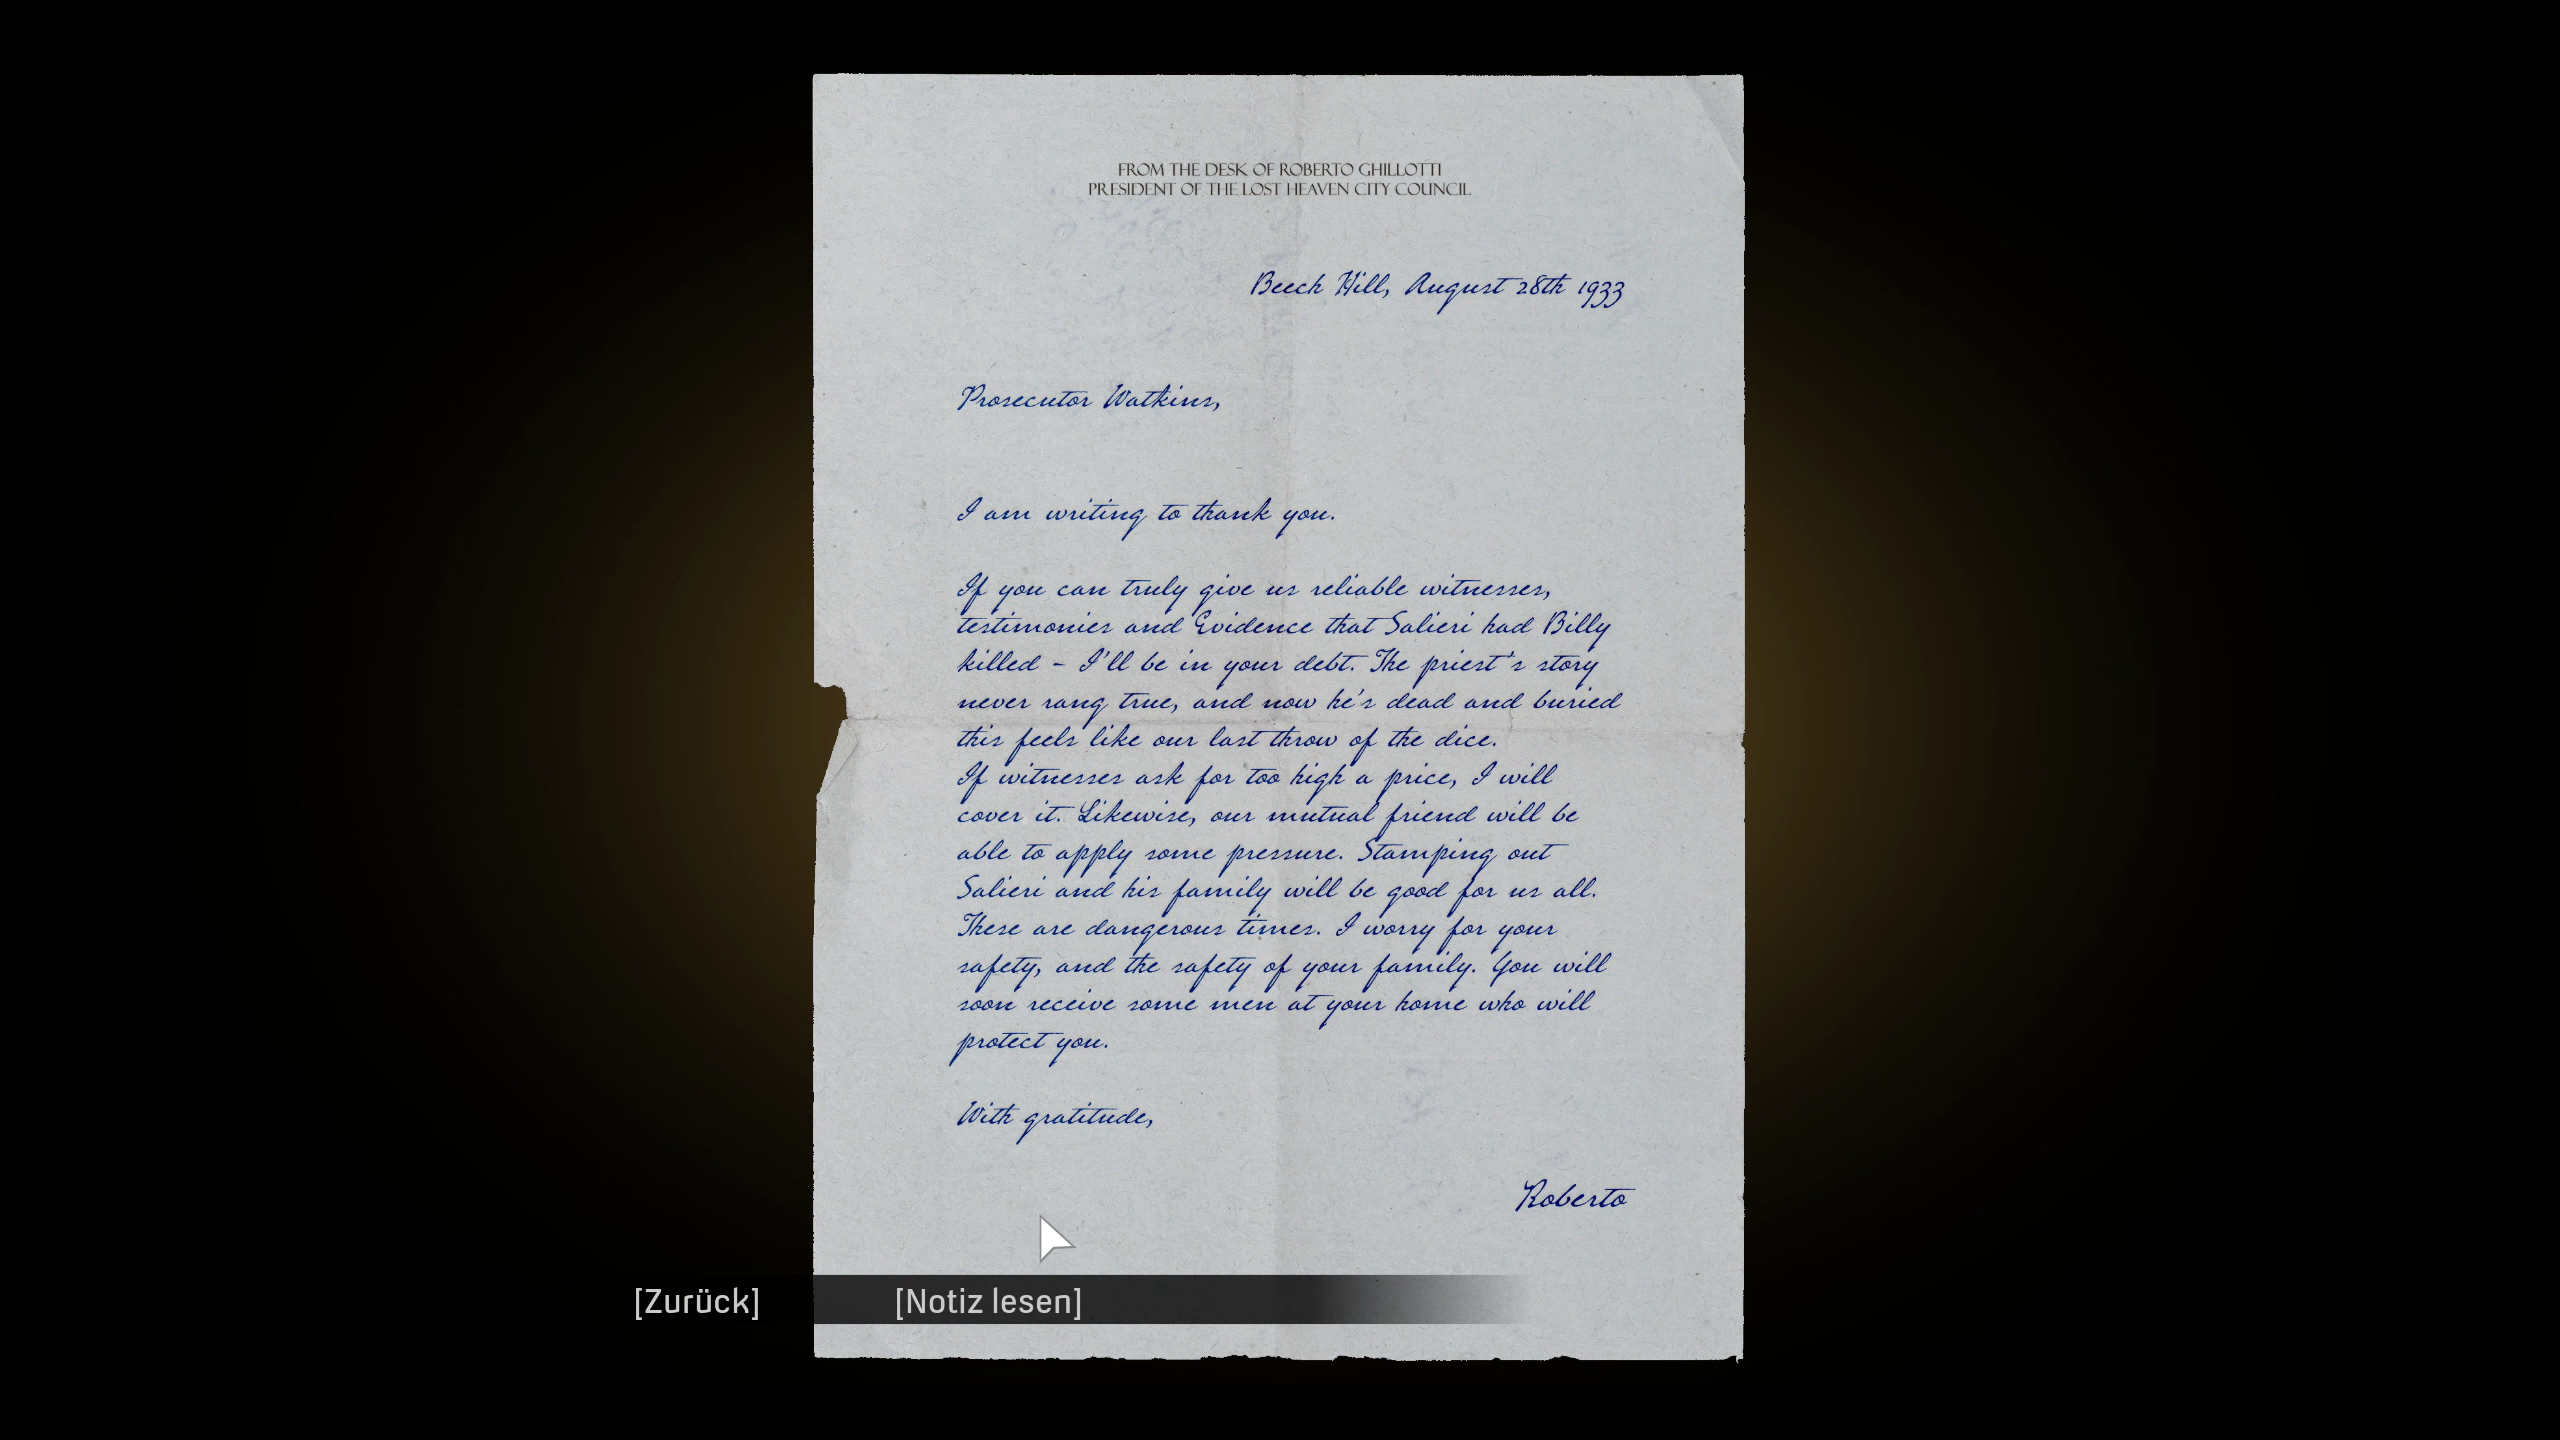 FROM THE DESK OF ROBERTO GHILLOTTI
PRESIDENT OF THE LOST HEAVEN CITY COUNCIL
Beech Hill, August 28th 1933
Prosecutor Watkins,
I am writing to thank you.
If you can truly give us reliable witnesses,
testimonies and Evidence that Salieri had Billy
killed - I'll be in your debt. The priest's story
never rang true, and now he's dead and buried
this feels like our last throw of the dice.
If witnesses ask for too high a price, I will
cover it. Likewise, our mutual friend will be
able to apply some pressure. Stamping out
Salieri and his family will be good for us all.
These are dangerous times. I worry for your
safety, and the safety of your family. You will
soon receive some men at your home who will
protect you.
With gratitude,
Roberto
[Zurück] [Notiz lesen]